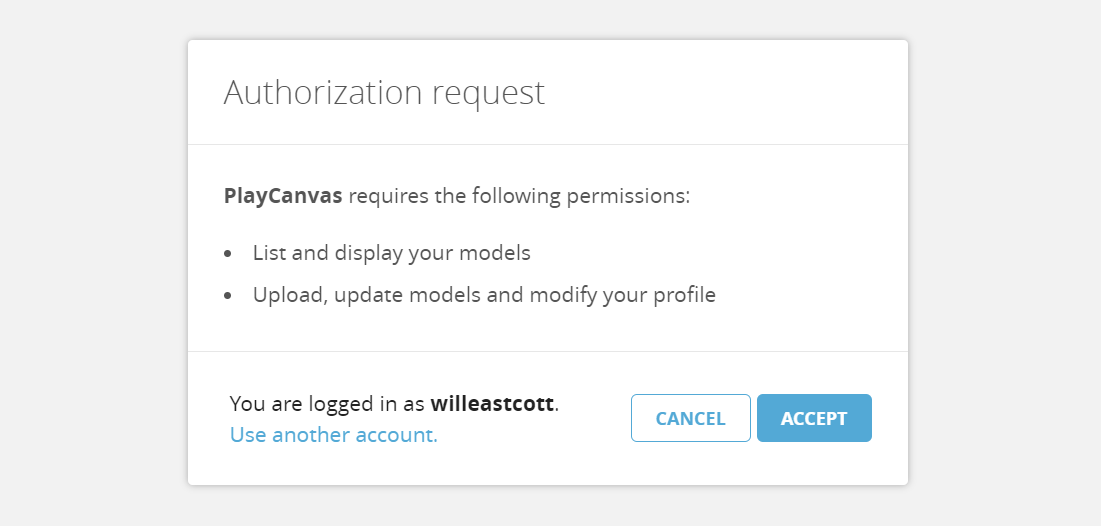 Authorization request
PlayCanvas requires the following permissions:
• List and display your models
• Upload, update models and modify your profile
You are logged in as willeastcott.
Use another account.
CANCEL
ACCEPT